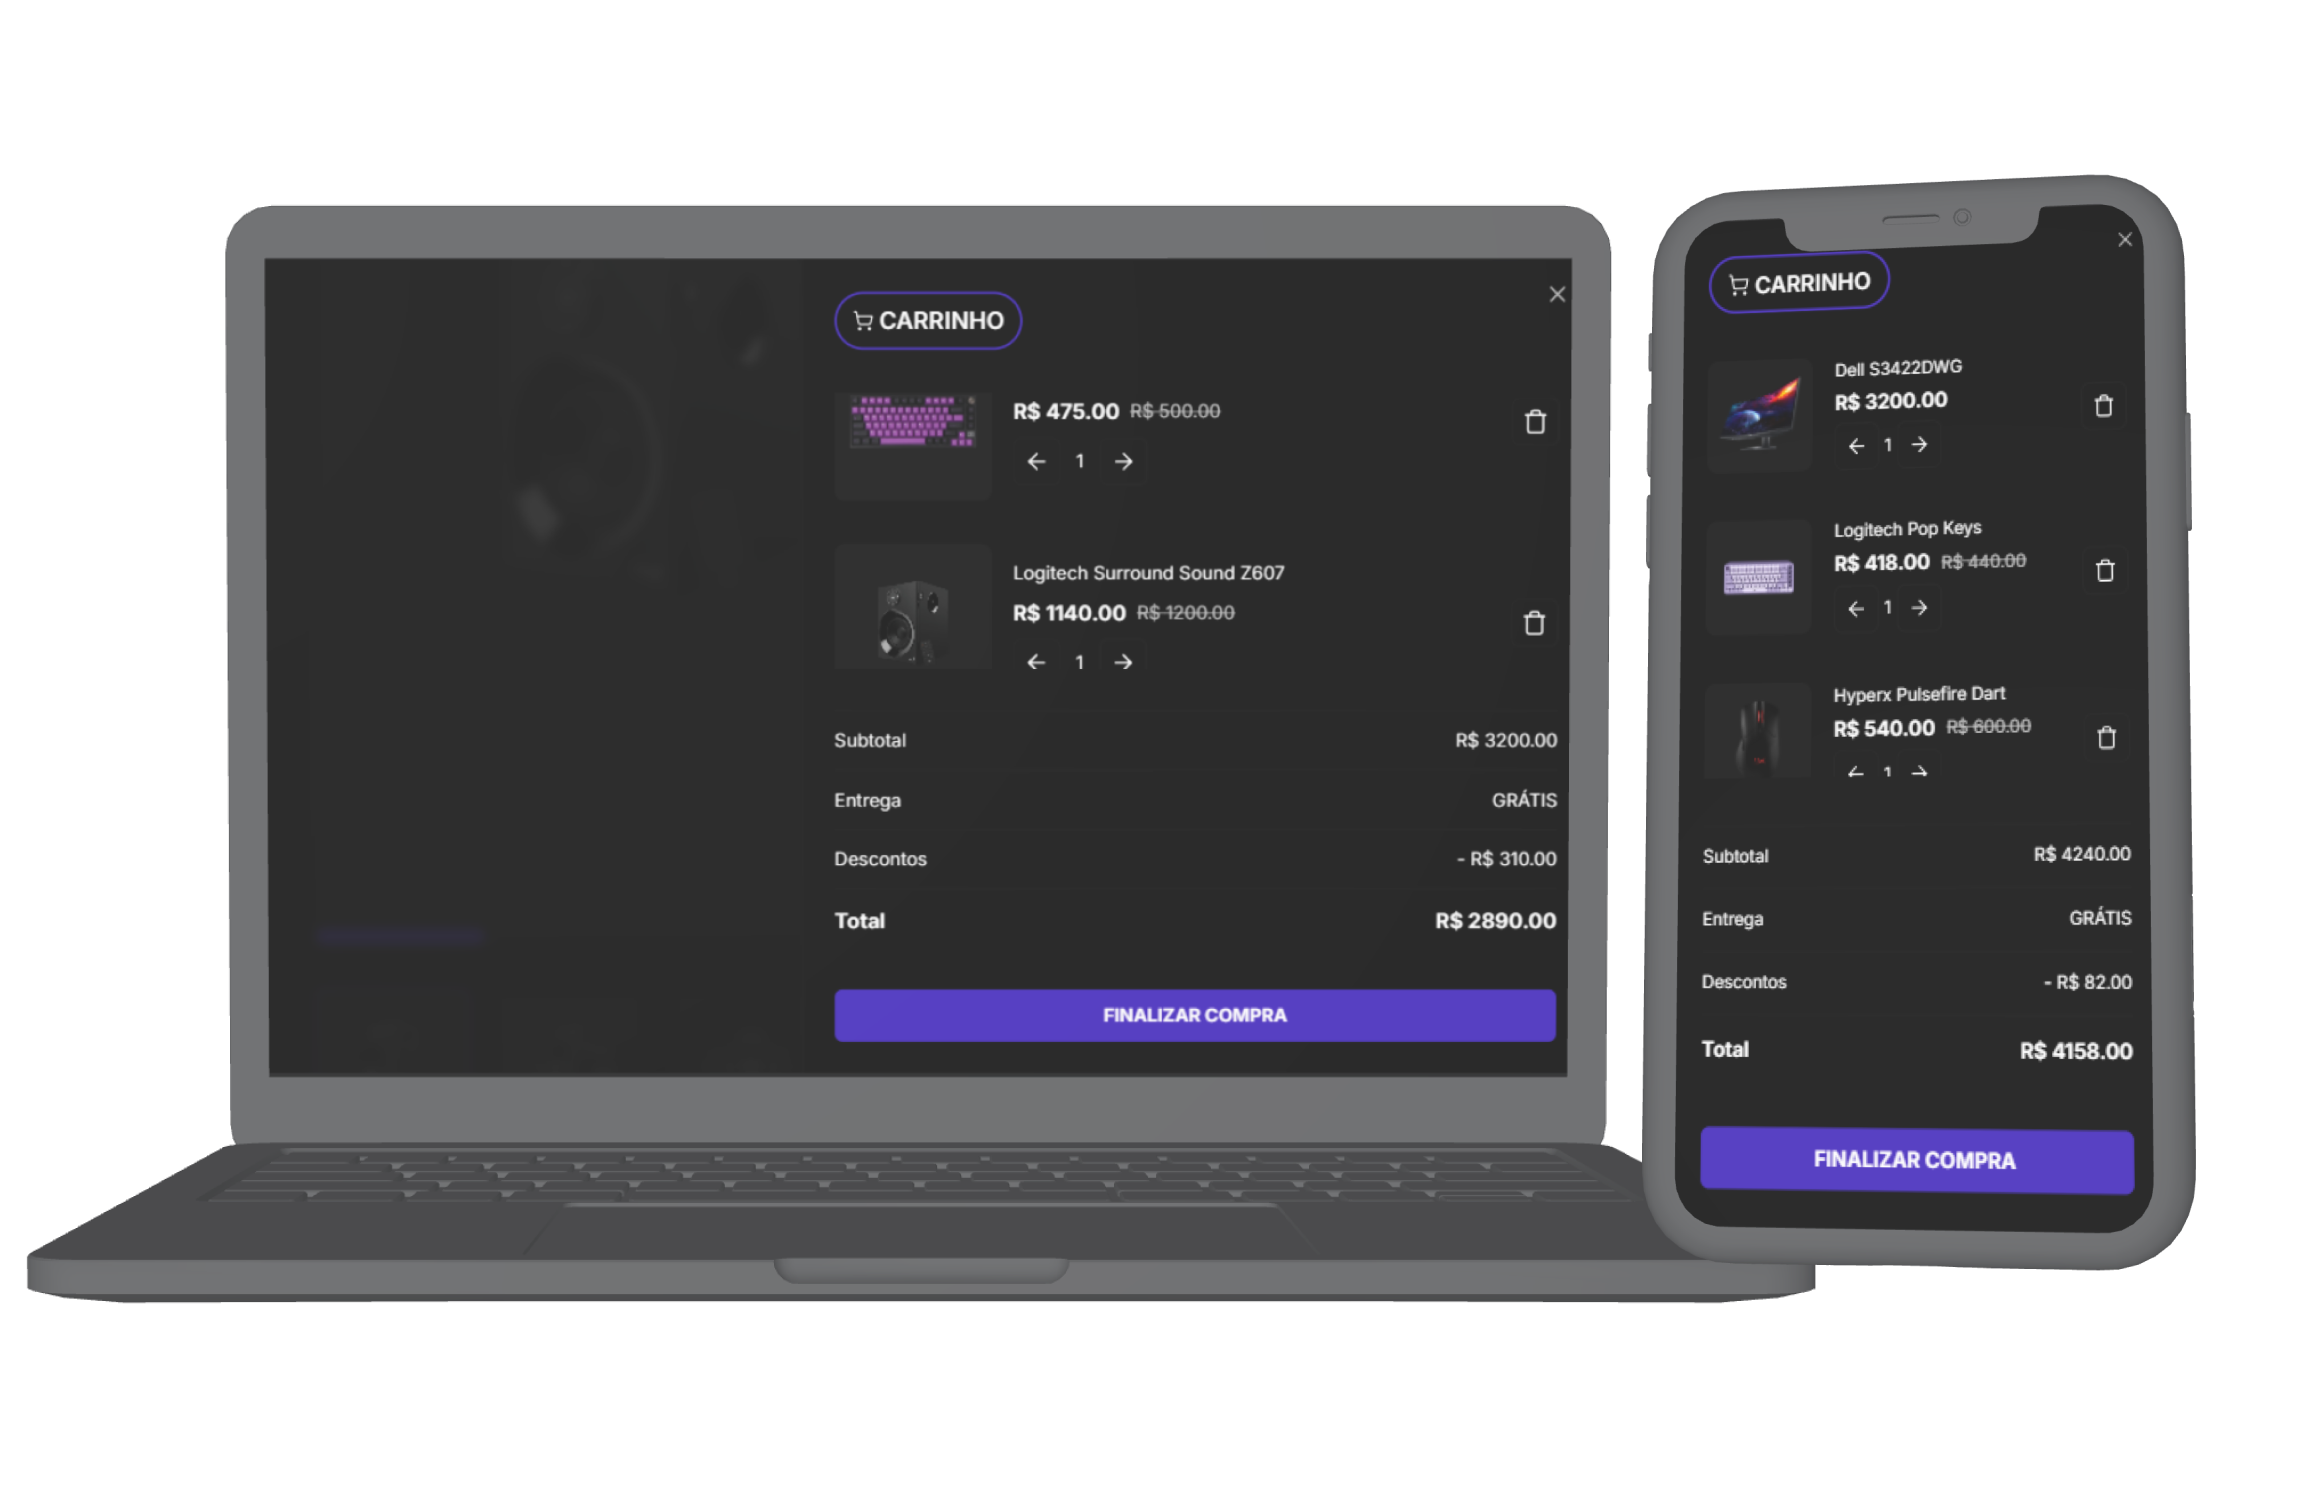 CARRINHO
R$ 475.00 R$ 500.00
1
Logitech Surround Sound Z607
R$ 1140.00 R$ 1200.00
1
Subtotal R$ 3200.00
Entrega GRÁTIS
Descontos - R$ 310.00
Total R$ 2890.00
FINALIZAR COMPRA
CARRINHO
Dell S3422DWG
R$ 3200.00
1
Logitech Pop Keys
R$ 418.00 R$ 440.00
1
Hyperx Pulsefire Dart
R$ 540.00 R$ 600.00
1
Subtotal R$ 4240.00
Entrega GRÁTIS
Descontos - R$ 82.00
Total R$ 4158.00
FINALIZAR COMPRA